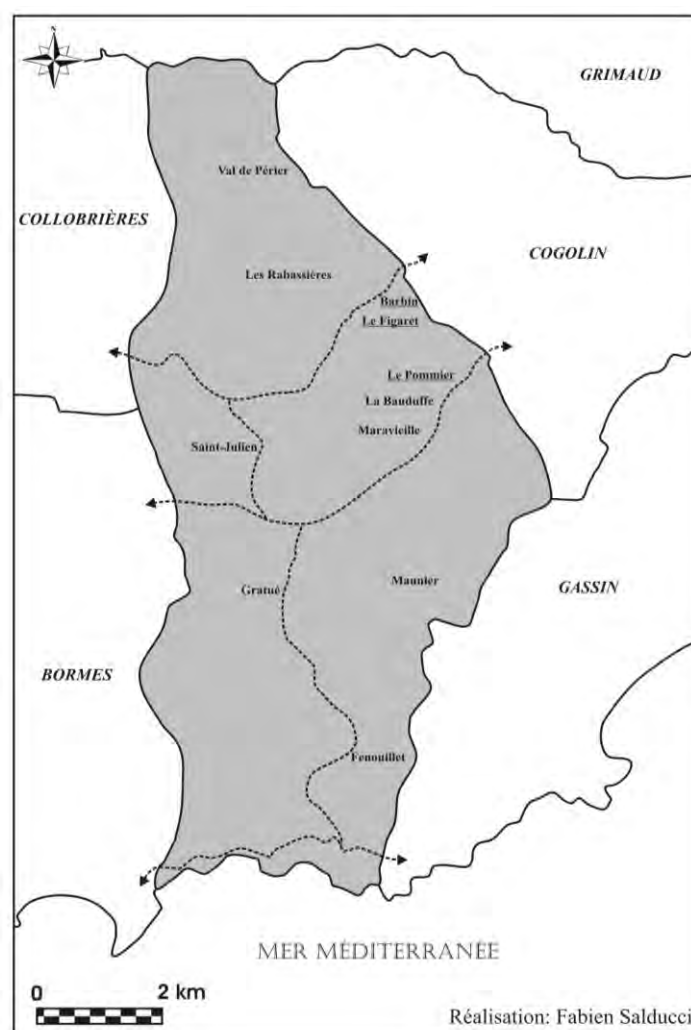 N
GRIMAUD
Val de Périer
COLLOBRIÈRES
COGOLIN
Les Rabassières
Barbin
Le Figaret
Le Pommier
La Bauduffe
Maravieille
Saint-Julien
Maunier
Gratué
GASSIN
BORMES
Fenouillet
MER MÉDITERRANÉE
0 2 km
Réalisation: Fabien Salducci